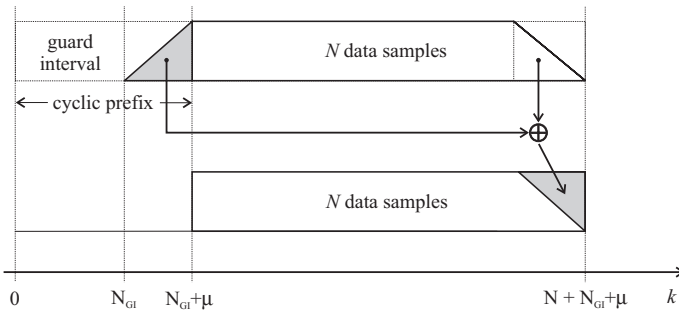 guard
interval
N data samples
cyclic prefix
N data samples
0
N_GI
N_GI+μ
N + N_GI+μ
k